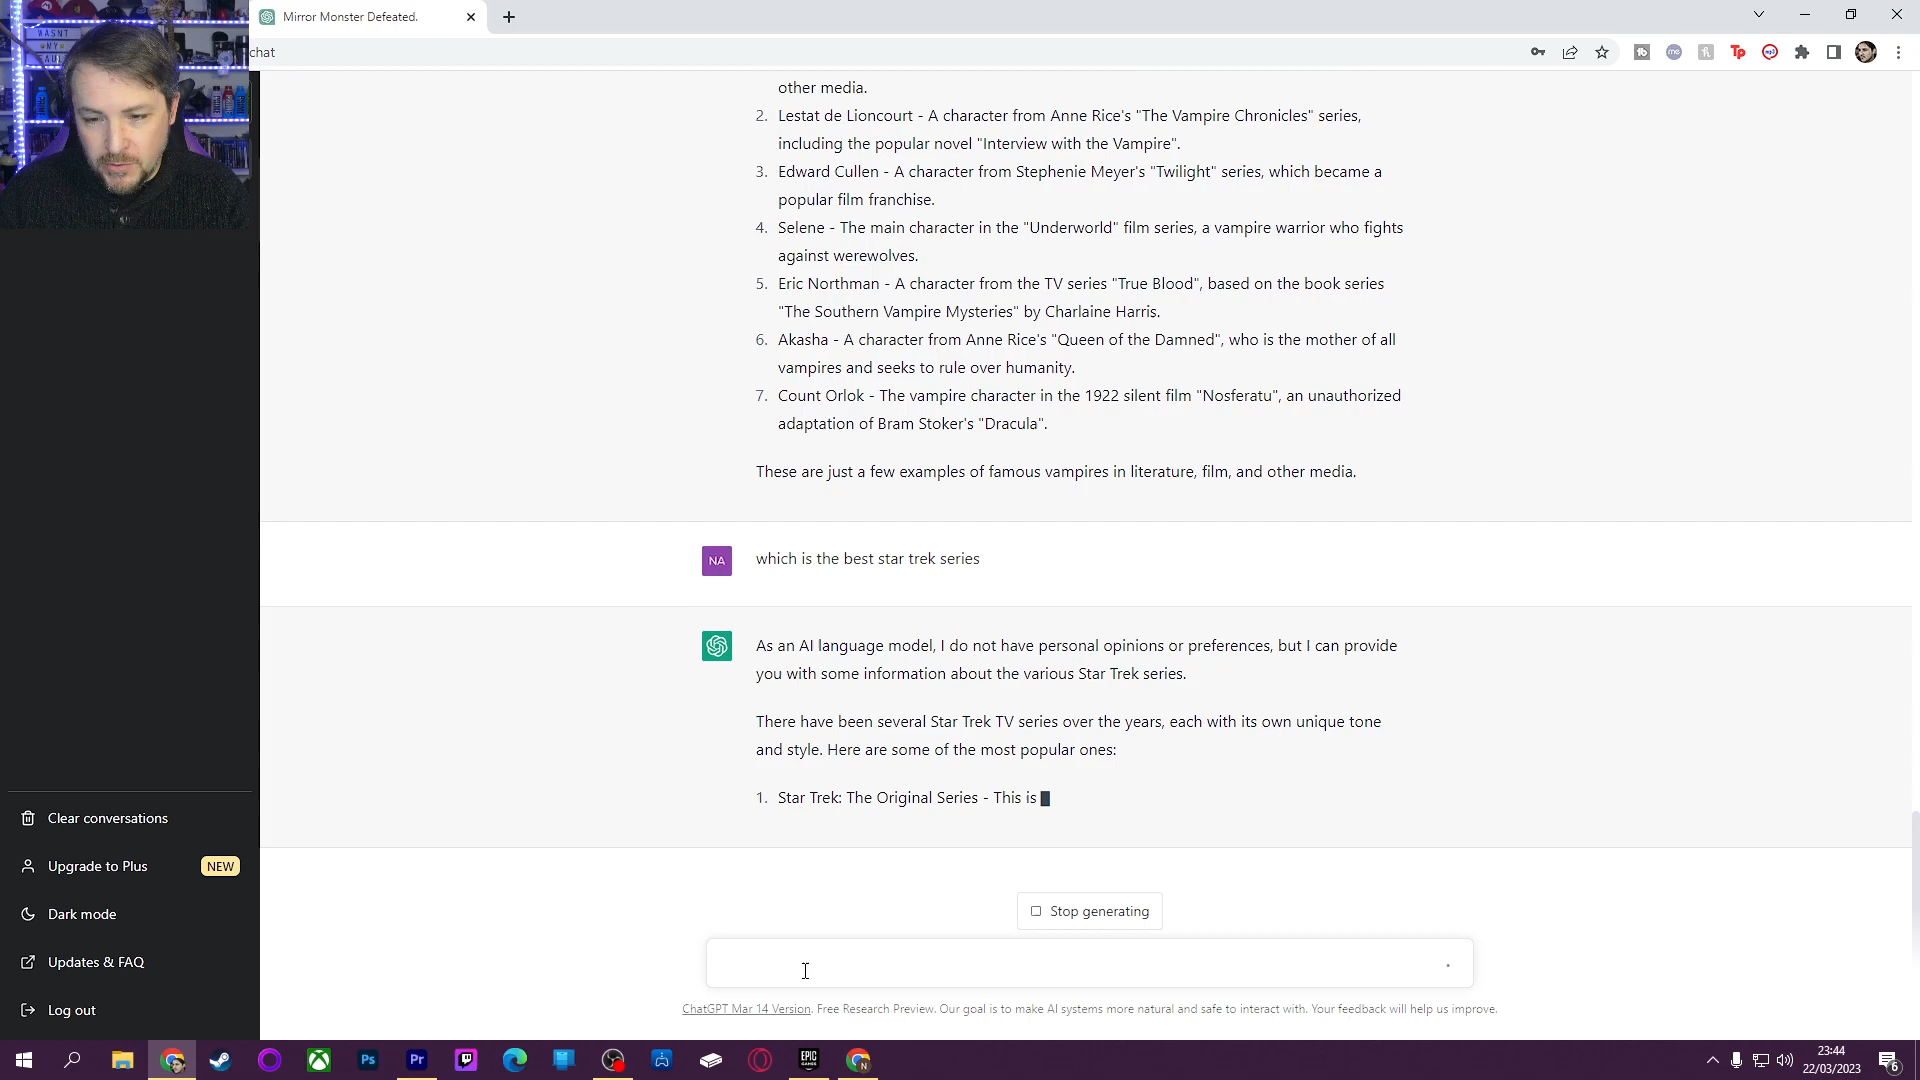 WASNT
MY
FAUL
Mirror Monster Defeated.
chat
other media.
2. Lestat de Lioncourt - A character from Anne Rice's "The Vampire Chronicles" series,
including the popular novel "Interview with the Vampire".
3. Edward Cullen - A character from Stephenie Meyer's "Twilight" series, which became a
popular film franchise.
4. Selene - The main character in the "Underworld" film series, a vampire warrior who fights
against werewolves.
5. Eric Northman - A character from the TV series "True Blood", based on the book series
"The Southern Vampire Mysteries" by Charlaine Harris.
6. Akasha - A character from Anne Rice's "Queen of the Damned", who is the mother of all
vampires and seeks to rule over humanity.
7. Count Orlok - The vampire character in the 1922 silent film "Nosferatu", an unauthorized
adaptation of Bram Stoker's "Dracula".
These are just a few examples of famous vampires in literature, film, and other media.
NA
which is the best star trek series
As an AI language model, I do not have personal opinions or preferences, but I can provide
you with some information about the various Star Trek series.
There have been several Star Trek TV series over the years, each with its own unique tone
and style. Here are some of the most popular ones:
1. Star Trek: The Original Series - This is
Clear conversations
Upgrade to Plus NEW
Dark mode
Updates & FAQ
Log out
Stop generating
ChatGPT Mar 14 Version. Free Research Preview. Our goal is to make AI systems more natural and safe to interact with. Your feedback will help us improve.
Ps
Pr
EPIC
GAMES
N
23:44
22/03/2023
6